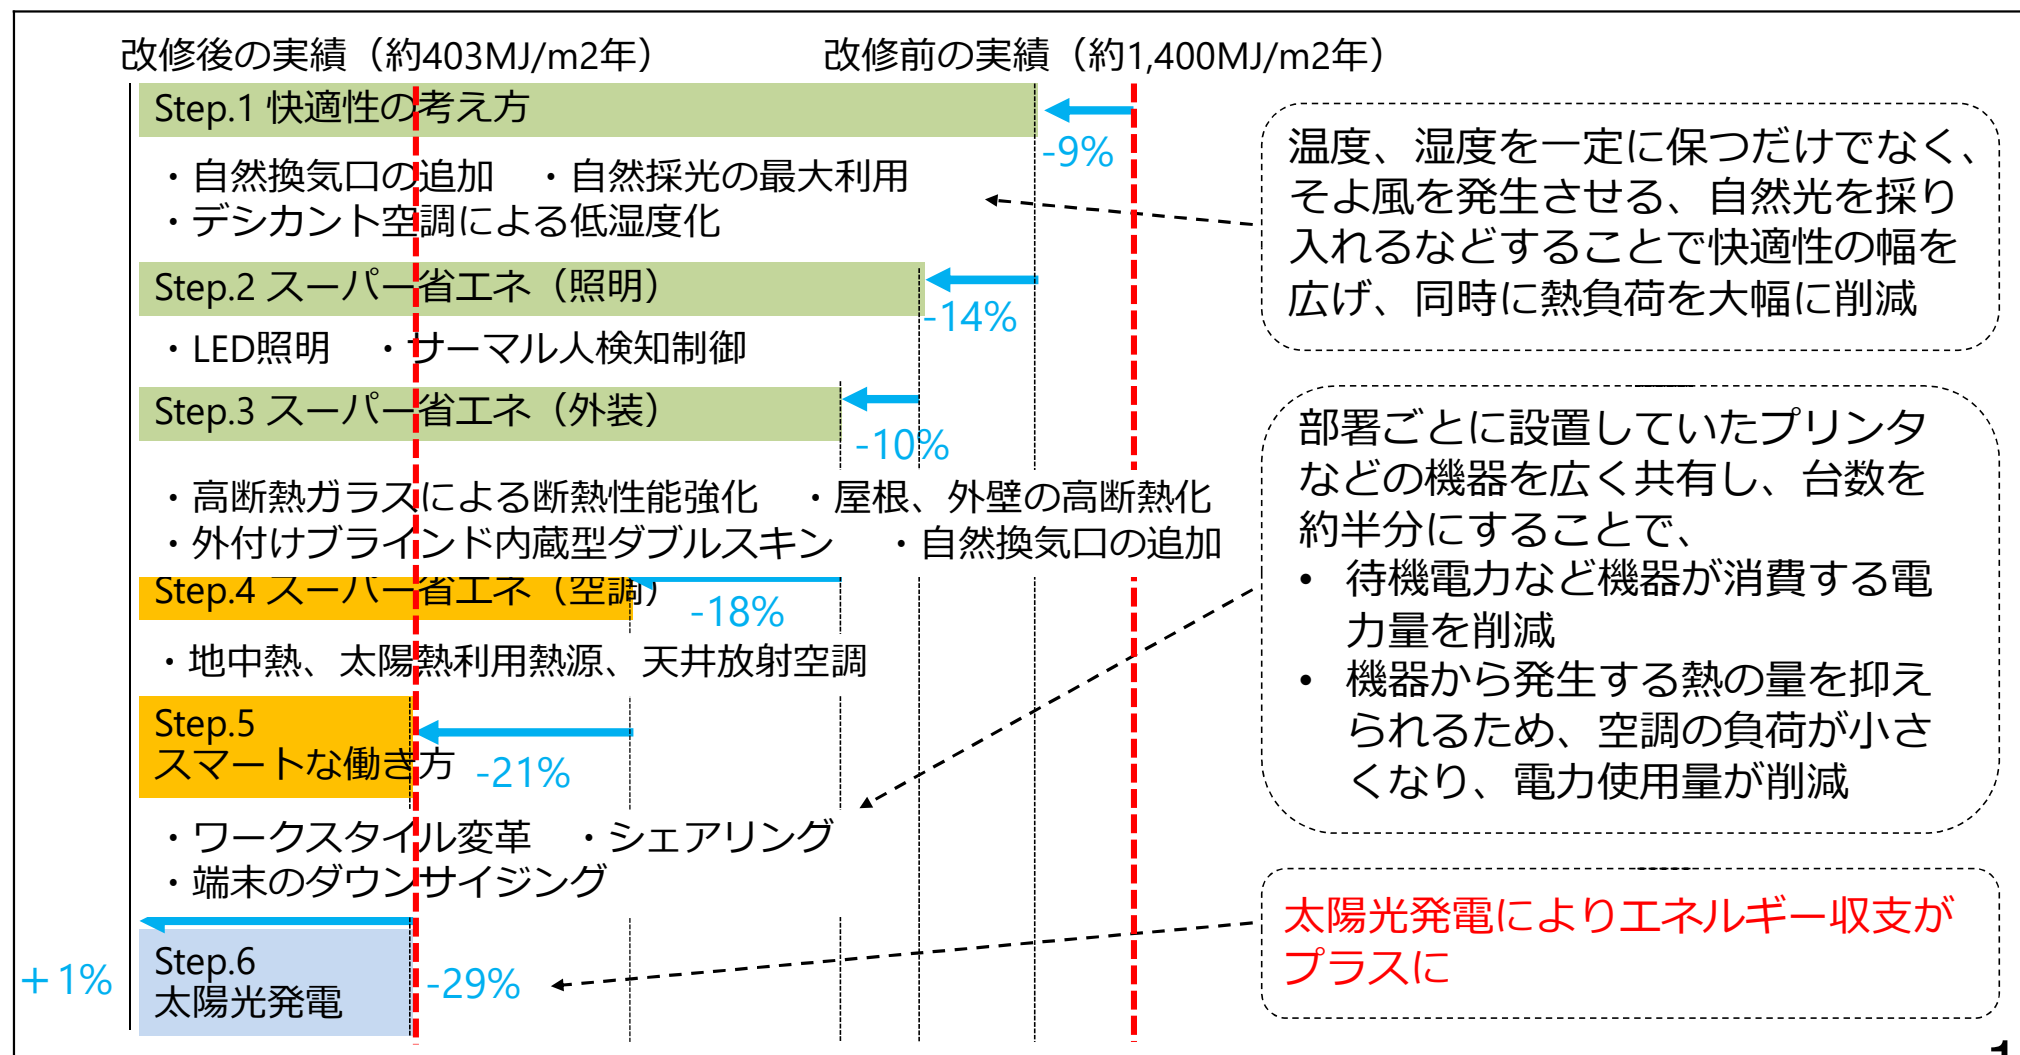 改修後の実績（約403MJ/m2年）
改修前の実績（約1,400MJ/m2年）
Step.1 快適性の考え方
-9%
・自然換気口の追加　・自然採光の最大利用
・デシカント空調による低湿度化
Step.2 スーパー省エネ（照明）
-14%
・LED照明　・サーマル人検知制御
Step.3 スーパー省エネ（外装）
-10%
・高断熱ガラスによる断熱性能強化　・屋根、外壁の高断熱化
・外付けブラインド内蔵型ダブルスキン　・自然換気口の追加
Step.4 スーパー省エネ（空調）
-18%
・地中熱、太陽熱利用熱源、天井放射空調
Step.5
スマートな働き方
-21%
・ワークスタイル変革　・シェアリング
・端末のダウンサイジング
Step.6
太陽光発電
-29%
＋1%
温度、湿度を一定に保つだけでなく、
そよ風を発生させる、自然光を採り
入れるなどすることで快適性の幅を
広げ、同時に熱負荷を大幅に削減
部署ごとに設置していたプリンタ
などの機器を広く共有し、台数を
約半分にすることで、
• 待機電力など機器が消費する電
力量を削減
• 機器から発生する熱の量を抑え
られるため、空調の負荷が小さ
くなり、電力使用量が削減
太陽光発電によりエネルギー収支が
プラスに